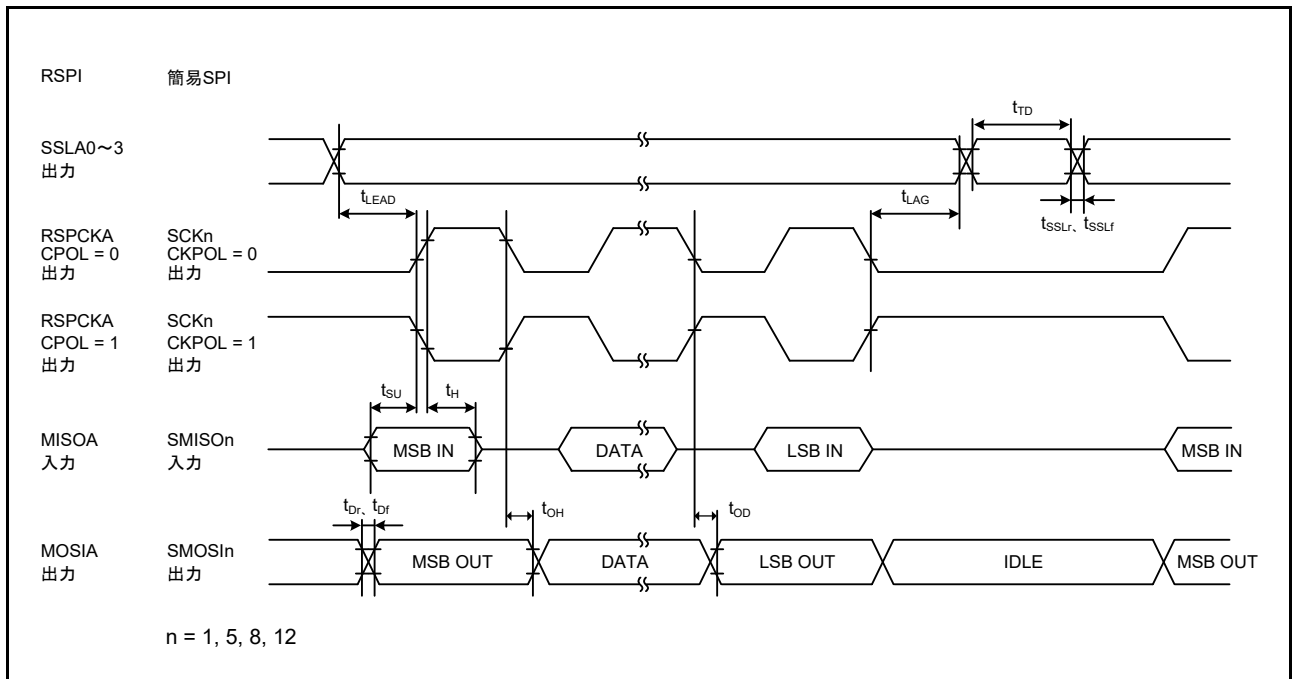 RSPI 簡易SPI
tTD
SSLA0～3
出力
tLEAD
tLAG
tSSLr、tSSLf
RSPCKA SCKn
CPOL = 0 CKPOL = 0
出力 出力
RSPCKA SCKn
CPOL = 1 CKPOL = 1
出力 出力
tSU tH
MISOA SMISOn
入力 入力
MSB IN DATA LSB IN MSB IN
tDr、tDf tOH tOD
MOSIA SMOSIn
出力 出力
MSB OUT DATA LSB OUT IDLE MSB OUT
n = 1, 5, 8, 12